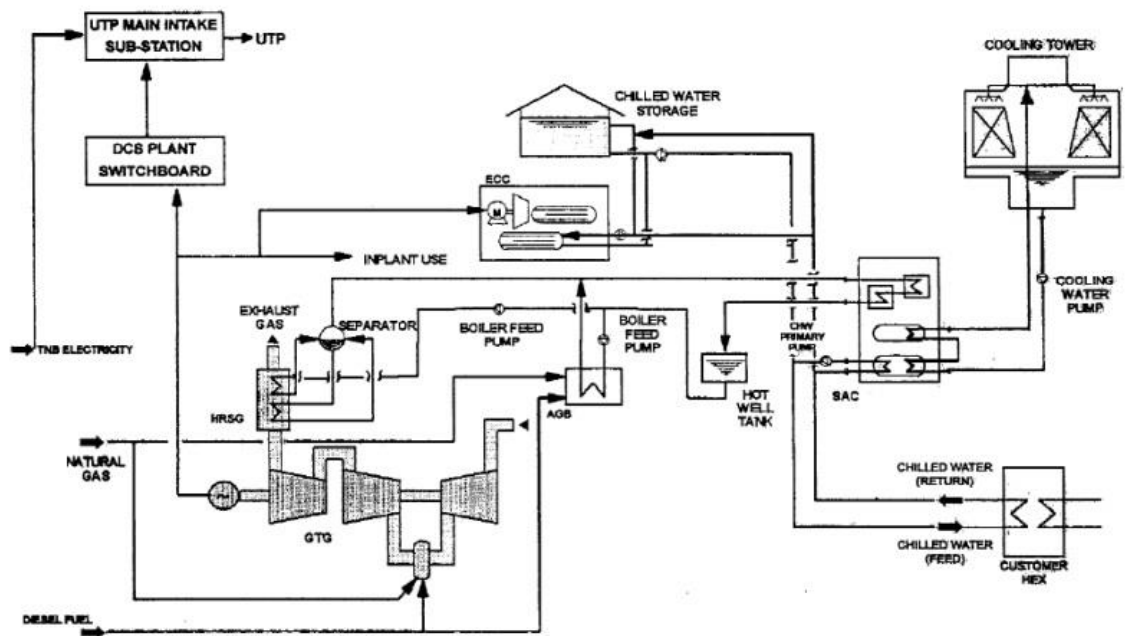 UTP MAIN INTAKE
SUB-STATION
UTP
COOLING TOWER
CHILLED WATER
STORAGE
DCS PLANT
SWITCHBOARD
ECC
M
INPLANT USE
EXHAUST
GAS
SEPARATOR
BOILER FEED
PUMP
BOILER
FEED
PUMP
CHW
PRIMARY
PUMP
COOLING
WATER
PUMP
TNB ELECTRICITY
HRSG
AGB
HOT
WELL
TANK
SAC
NATURAL
GAS
GTG
CHILLED WATER
(RETURN)
CHILLED WATER
(FEED)
CUSTOMER
HEX
DIESEL FUEL